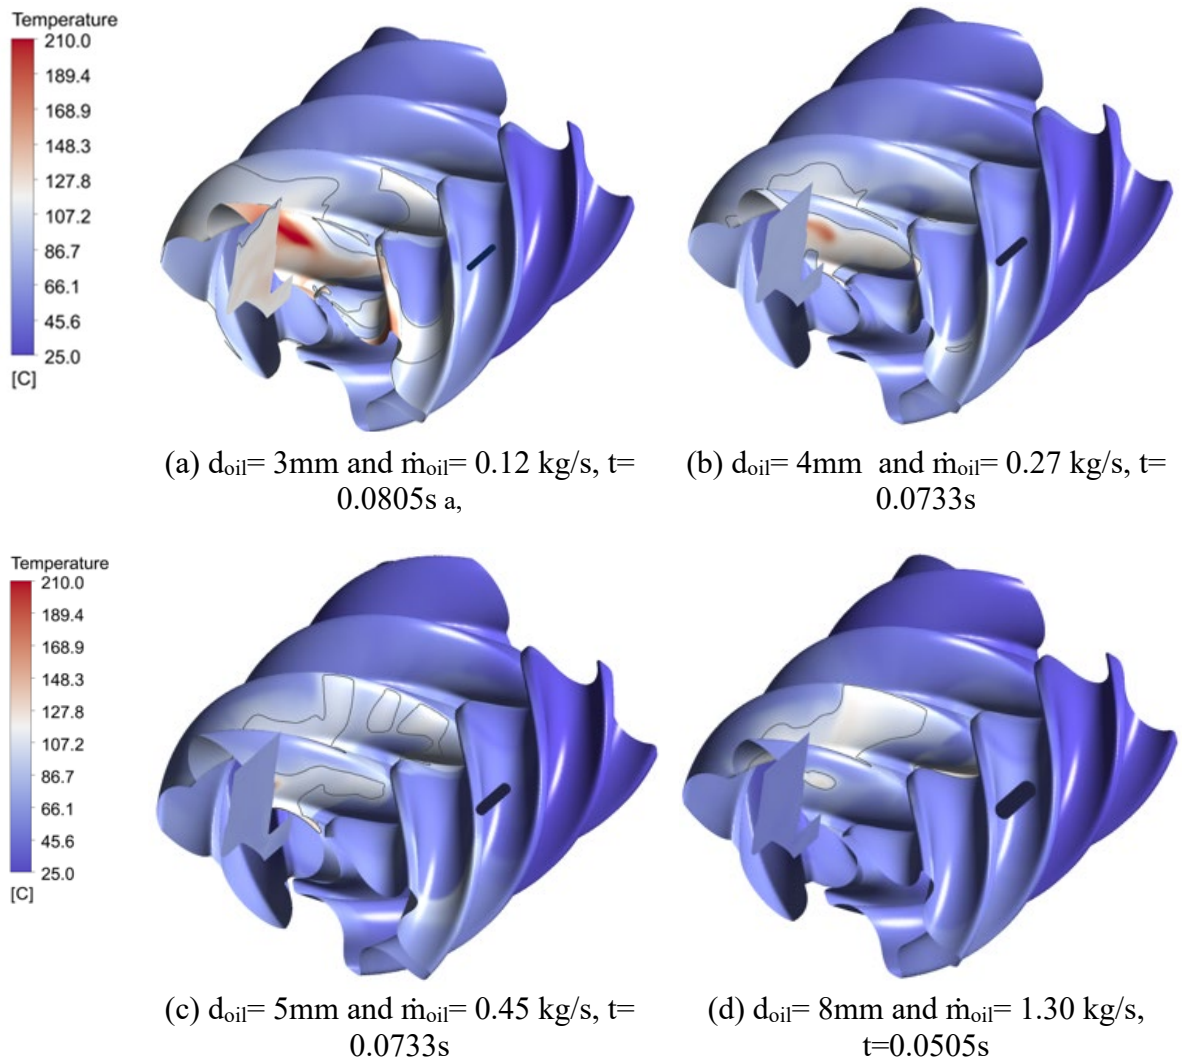 Temperature
210.0
189.4
168.9
148.3
127.8
107.2
86.7
66.1
45.6
25.0
[C]
(a) dₒᵢₗ= 3mm and ṁₒᵢₗ= 0.12 kg/s, t=
0.0805s a,
(b) dₒᵢₗ= 4mm and ṁₒᵢₗ= 0.27 kg/s, t=
0.0733s
Temperature
210.0
189.4
168.9
148.3
127.8
107.2
86.7
66.1
45.6
25.0
[C]
(c) dₒᵢₗ= 5mm and ṁₒᵢₗ= 0.45 kg/s, t=
0.0733s
(d) dₒᵢₗ= 8mm and ṁₒᵢₗ= 1.30 kg/s,
t=0.0505s